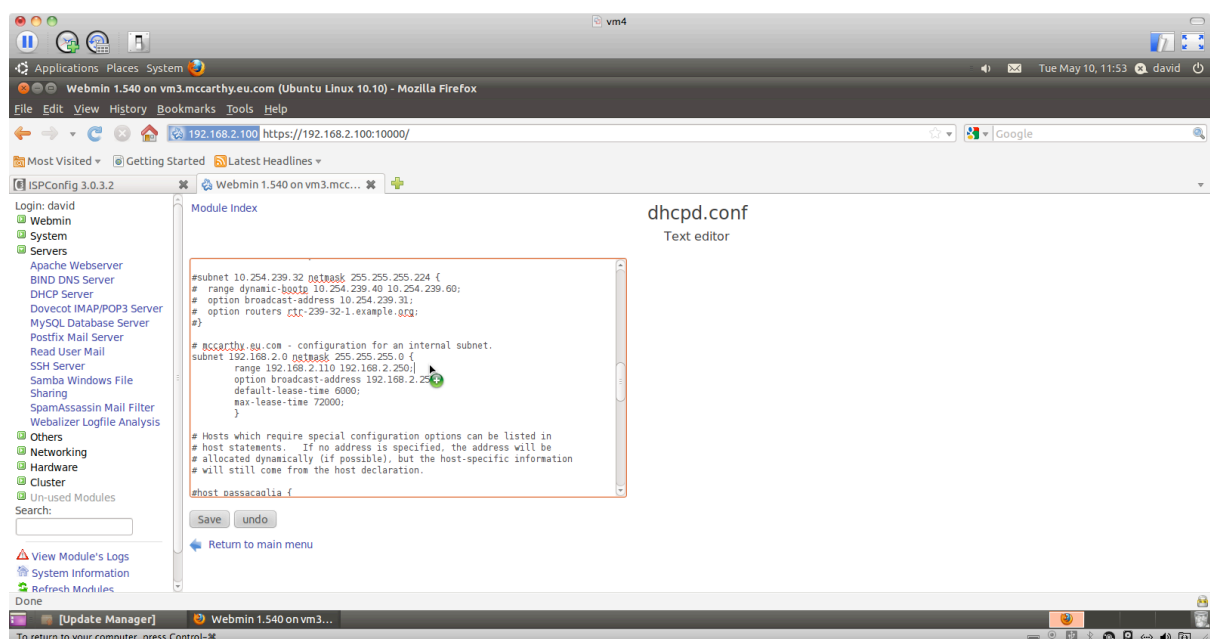 vm4
Applications Places System
Tue May 10, 11:53 david
Webmin 1.540 on vm3.mccarthy.eu.com (Ubuntu Linux 10.10) - Mozilla Firefox
File Edit View History Bookmarks Tools Help
192.168.2.100 https://192.168.2.100:10000/
Google
Most Visited Getting Started Latest Headlines
ISPConfig 3.0.3.2
Webmin 1.540 on vm3.mcc...
Login: david
Webmin
System
Servers
Apache Webserver
BIND DNS Server
DHCP Server
Dovecot IMAP/POP3 Server
MySQL Database Server
Postfix Mail Server
Read User Mail
SSH Server
Samba Windows File
Sharing
SpamAssassin Mail Filter
Webalizer Logfile Analysis
Others
Networking
Hardware
Cluster
Un-used Modules
Search:
View Module's Logs
System Information
Refresh Modules
Module Index
dhcpd.conf
Text editor
#subnet 10.254.239.32 netmask 255.255.255.224 {
# range dynamic-bootp 10.254.239.40 10.254.239.60;
# option broadcast-address 10.254.239.31;
# option routers rtr-239-32-1.example.org;
#}
# mccarthy.eu.com - configuration for an internal subnet.
subnet 192.168.2.0 netmask 255.255.255.0 {
range 192.168.2.110 192.168.2.250;
option broadcast-address 192.168.2.25
default-lease-time 6000;
max-lease-time 72000;
}
# Hosts which require special configuration options can be listed in
# host statements. If no address is specified, the address will be
# allocated dynamically (if possible), but the host-specific information
# will still come from the host declaration.
#host passacaglia {
Save undo
Return to main menu
Done
[Update Manager]
Webmin 1.540 on vm3...
To return to your computer, press Control-⌘